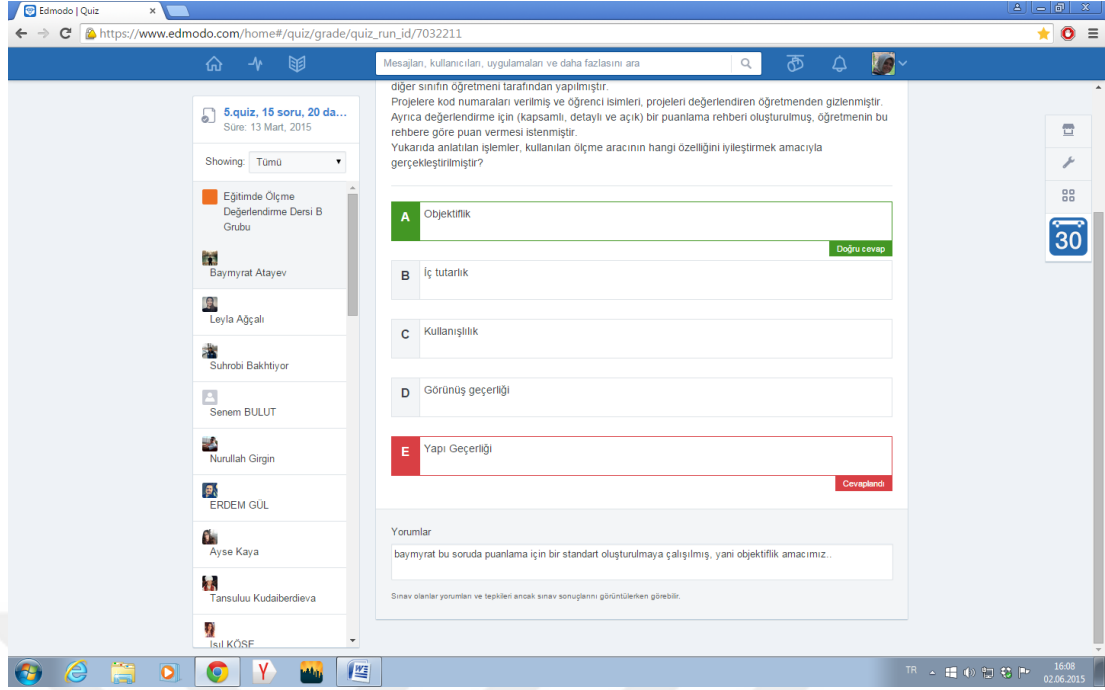 Edmodo | Quiz
https://www.edmodo.com/home#/quiz/grade/quiz_run_id/7032211
Mesajları, kullanıcıları, uygulamaları ve daha fazlasını ara
5.quiz, 15 soru, 20 da...
Süre: 13 Mart, 2015
Showing: Tümü
Eğitimde Ölçme
Değerlendirme Dersi B
Grubu
Baymyrat Atayev
Leyla Ağçalı
Suhrobi Bakhtiyor
Senem BULUT
Nurullah Girgin
ERDEM GÜL
Ayse Kaya
Tansuluu Kudaiberdieva
Isıl KÖSE
diğer sınıfın öğretmeni tarafından yapılmıştır.
Projelere kod numaraları verilmiş ve öğrenci isimleri, projeleri değerlendiren öğretmenden gizlenmiştir.
Ayrıca değerlendirme için (kapsamlı, detaylı ve açık) bir puanlama rehberi oluşturulmuş, öğretmenin bu
rehbere göre puan vermesi istenmiştir.
Yukarıda anlatılan işlemler, kullanılan ölçme aracının hangi özelliğini iyileştirmek amacıyla
gerçekleştirilmiştir?
A Objektiflik
Doğru cevap
B İç tutarlık
C Kullanışlılık
D Görünüş geçerliği
E Yapı Geçerliği
Cevaplandı
Yorumlar
baymyrat bu soruda puanlama için bir standart oluşturulmaya çalışılmış, yani objektiflik amacımız..
Sınav olanlar yorumları ve tepkileri ancak sınav sonuçlarını görüntülerken görebilir.
30
TR
16:08
02.06.2015